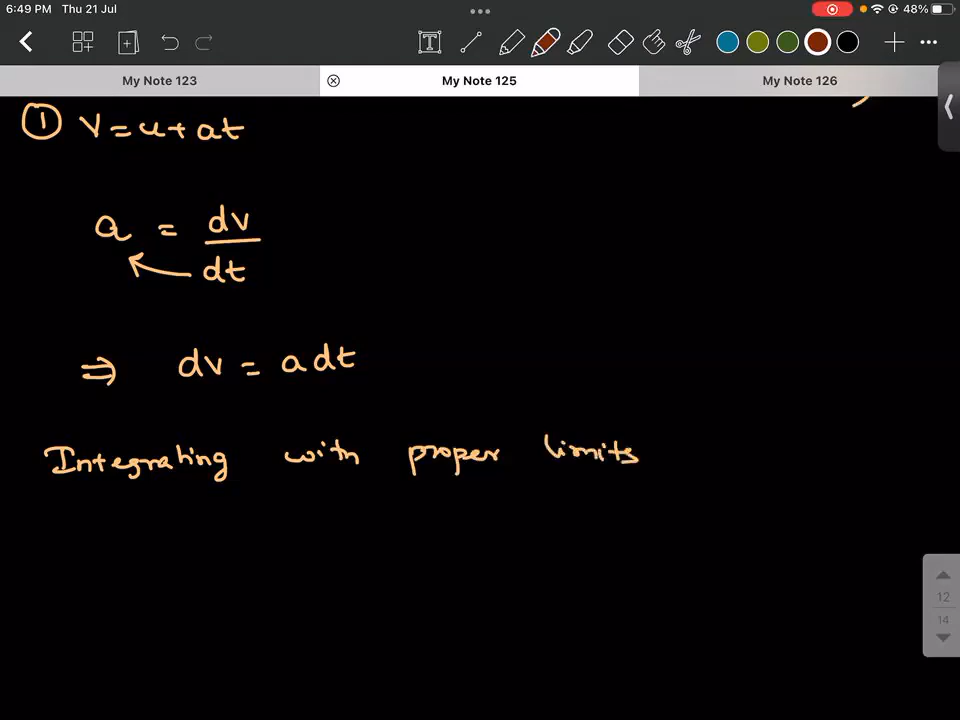 6:49 PM Thu 21 Jul
48%
My Note 123
My Note 125
My Note 126
① V = u + at
a = dv
dt
⇒ dv = a dt
Integrating with proper limits
12
14